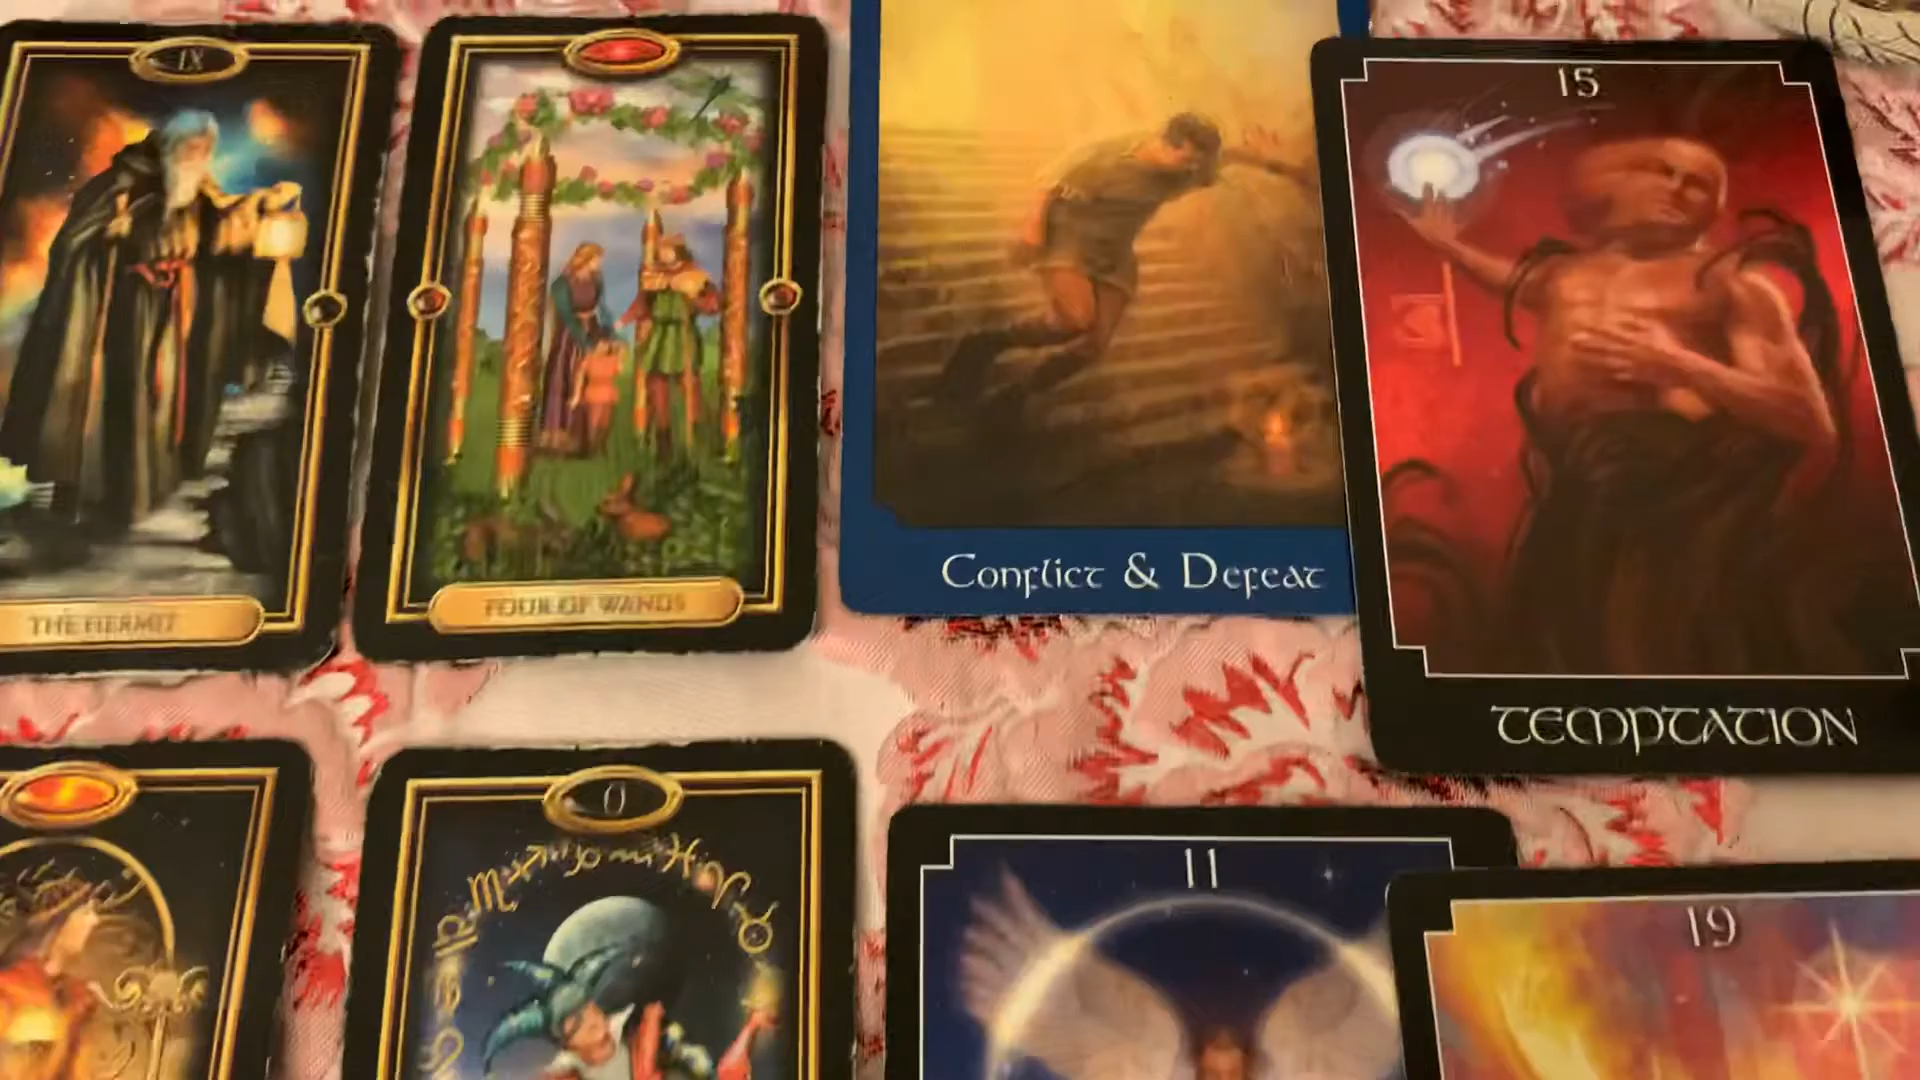 IX
THE HERMIT
FOUR OF WANDS
Conflict & Defeat
15
TEMPTATION
0
11
19